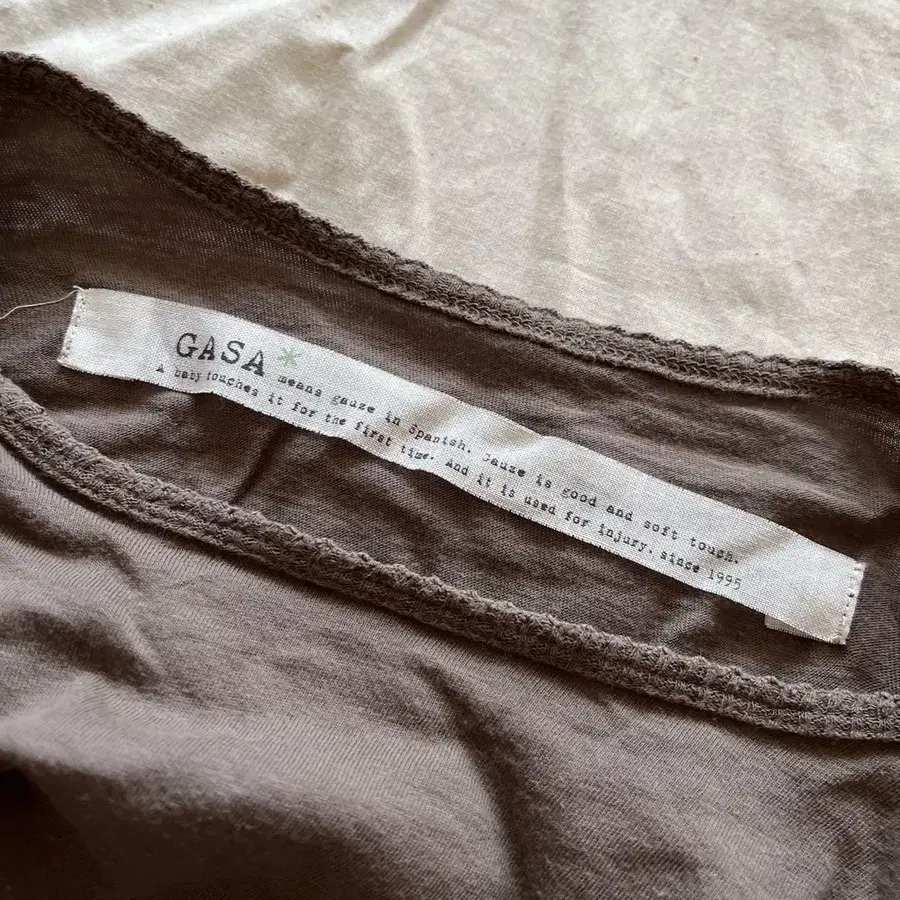 GASA* means gauze in Spanish. Gauze is good and soft touch.
A baby touches it for the first time. And it is used for injury. since 1995